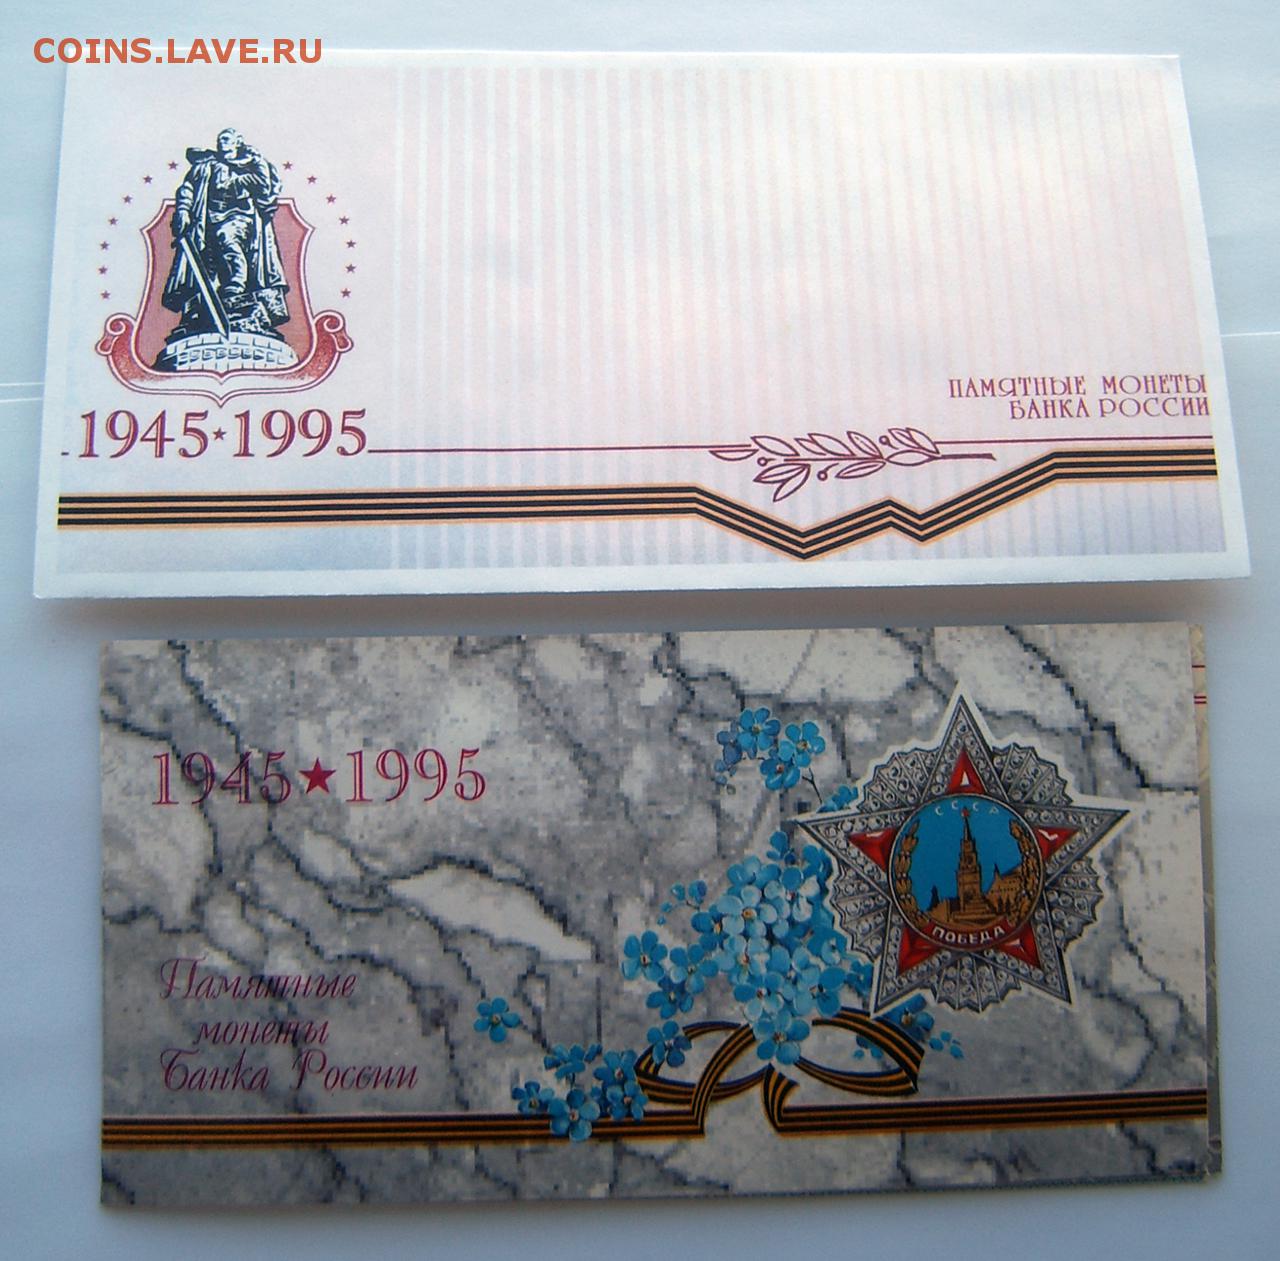 COINS.LAVE.RU
1945★1995
ПАМЯТНЫЕ МОНЕТЫ
БАНКА РОССИИ
1945★1995
СССР
ПОБЕДА
Памятные
монеты
Банка России